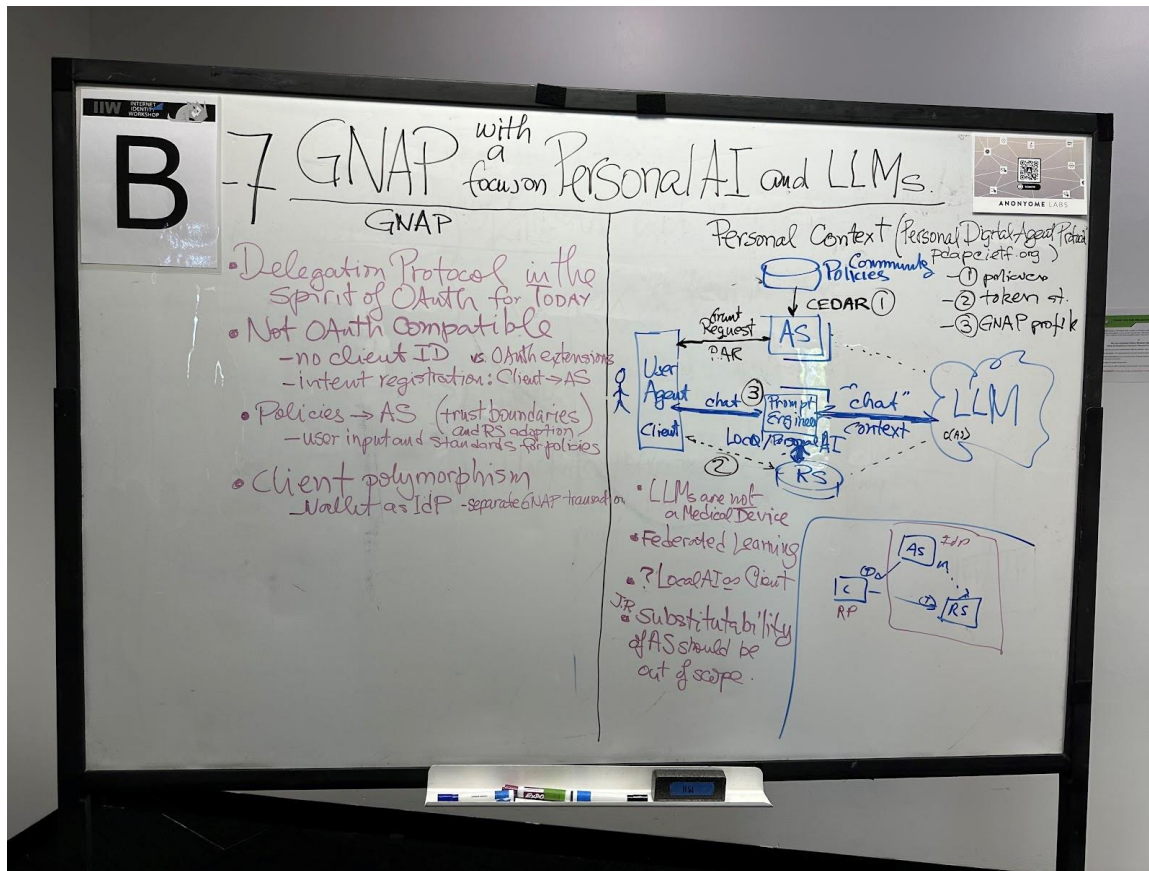 IIW INTERNET IDENTITY WORKSHOP
B
-7 GNAP with a focus on Personal AI and LLMs.
ANONYOME LABS
GNAP
• Delegation Protocol in the
Spirit of OAuth for TODAY
• Not OAuth Compatible
- no client ID vs. OAuth extensions
- intent registration: Client → AS
• Policies → AS (trust boundaries)
and RS adoption
- user input and standards for policies
• Client polymorphism
- Wallet as IdP - separate GNAP transaction
Personal Context (Personal Digital Agent Protocol
pdap@ietf.org)
- ① policies
- ② token st.
- ③ GNAP profile
Community
Policies
CEDAR ①
Grant
Request
PAR
AS
User
Agent
Client
chat ③
Prompt
Engineer
Local/Personal AI
"chat"
Context
LLM
②
RS
• LLMs are not
a Medical Device
• Federated Learning
• ? Local AI as Client
J.R.
• Substitutability
of AS should be
out of scope.
IdP
AS
C
RP
RS
EXPO
IIW